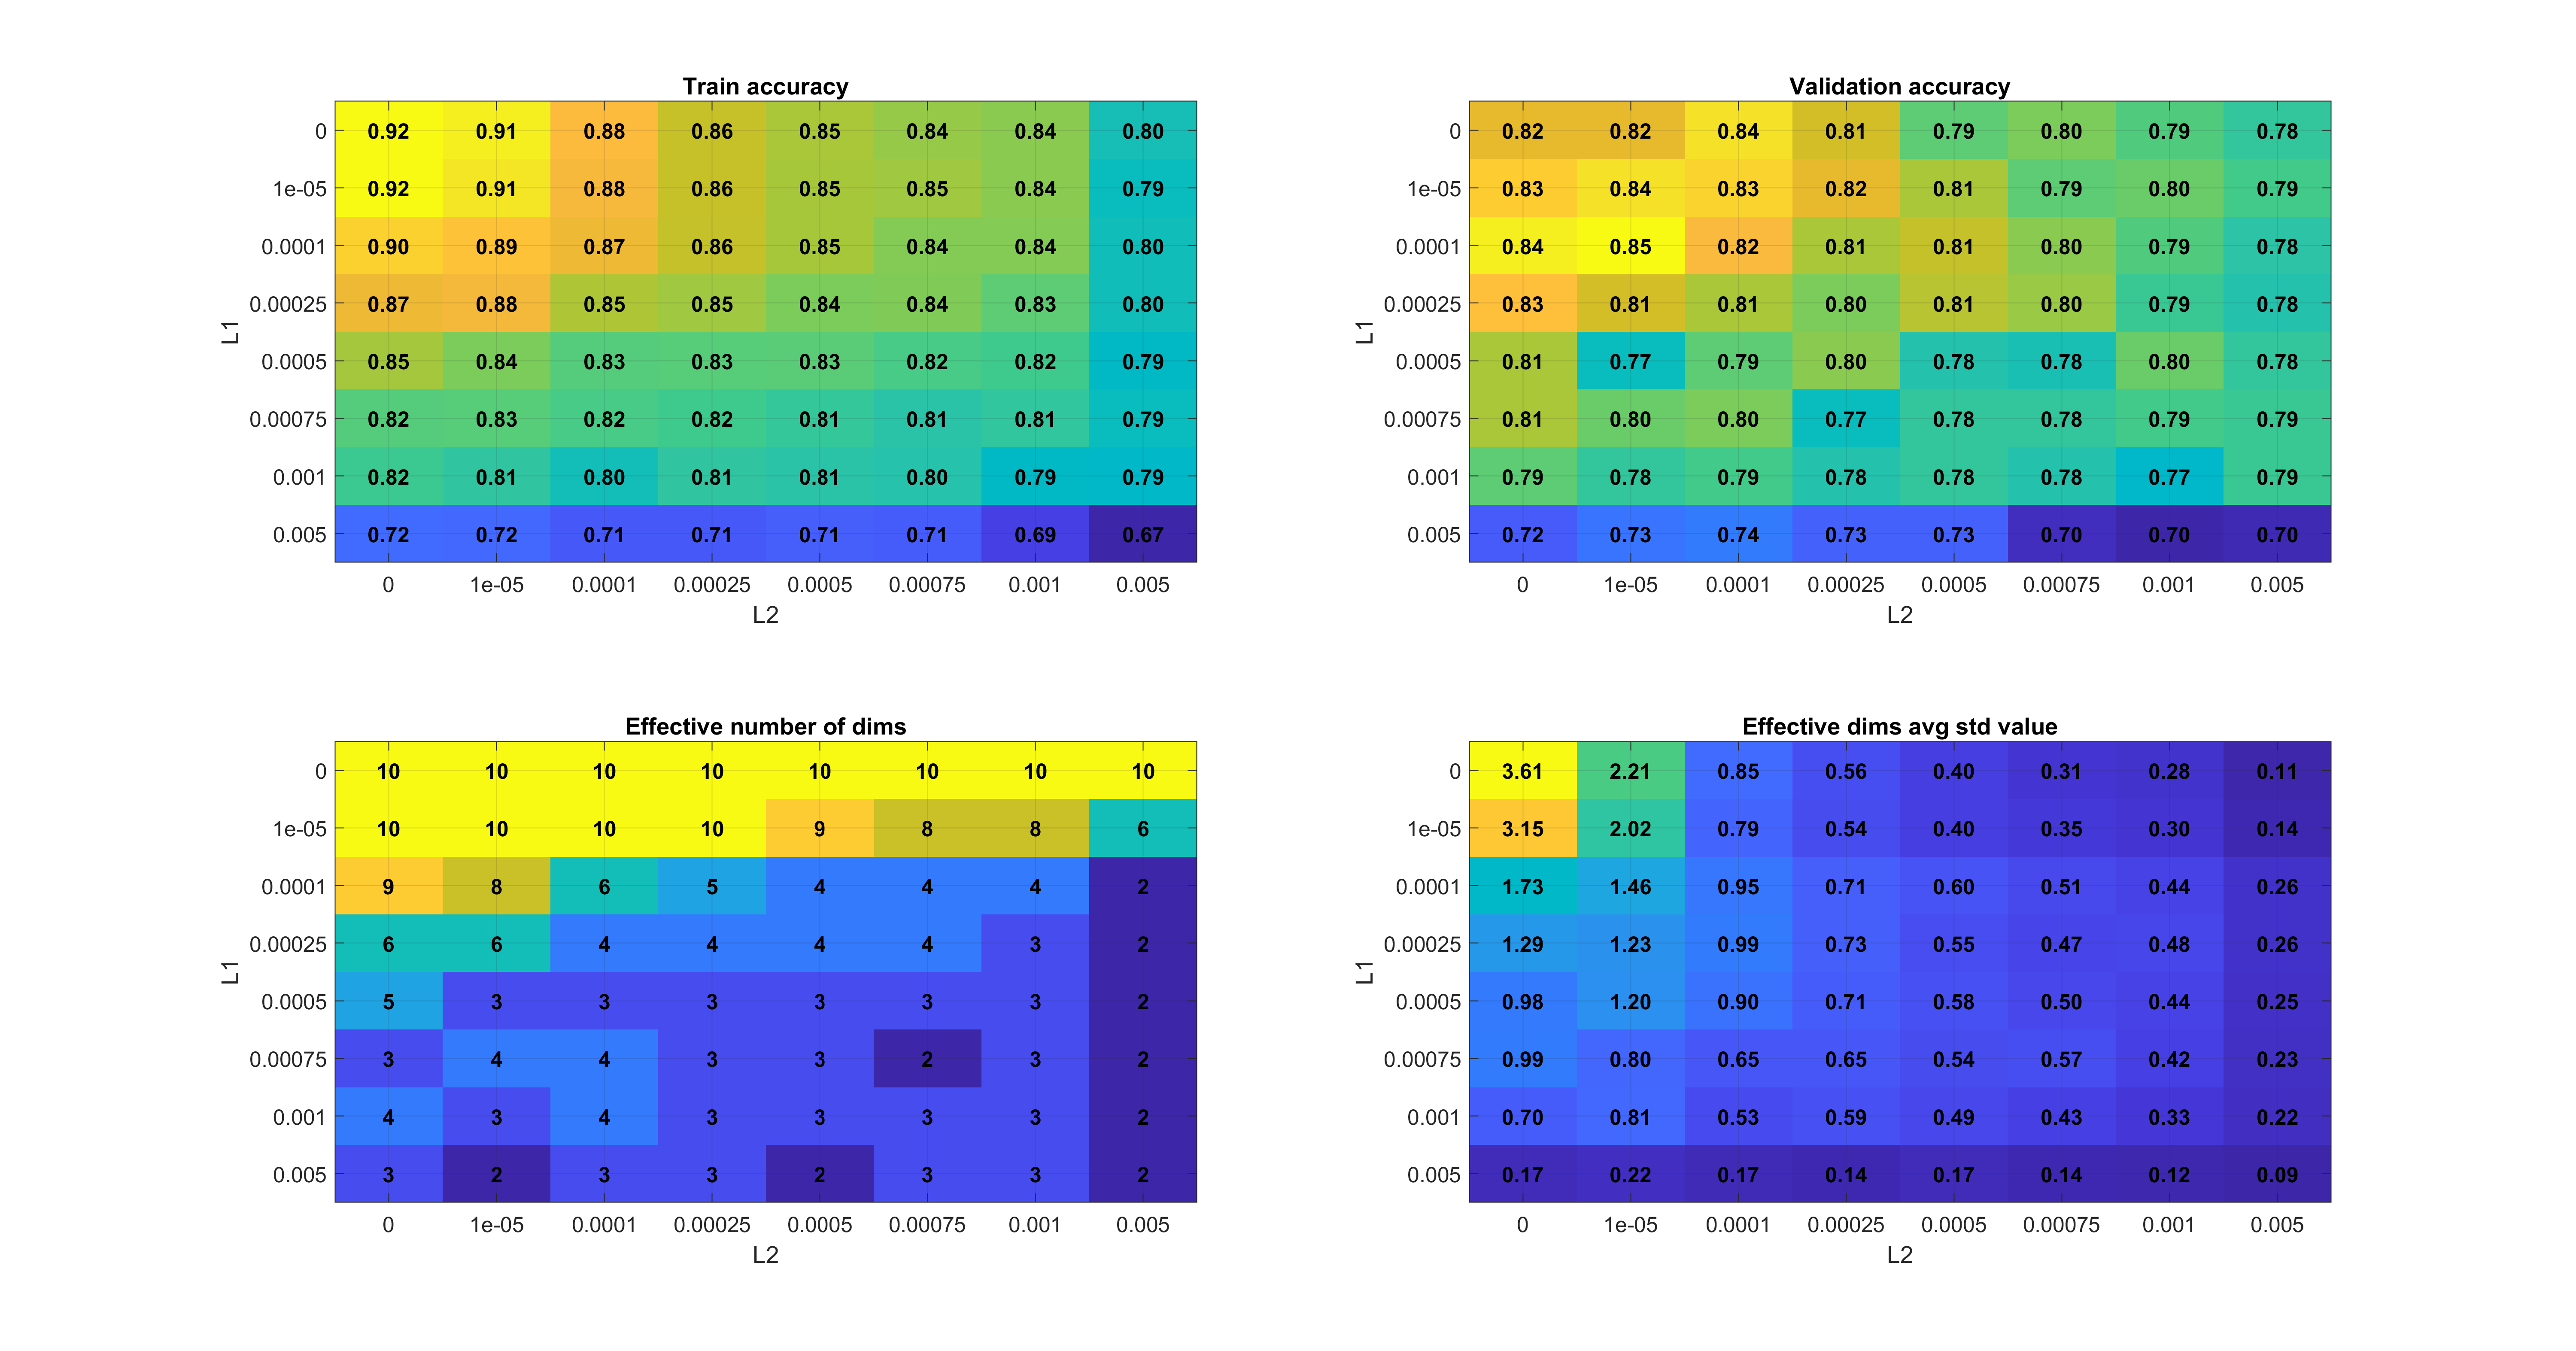 Train accuracy
0 0.92 0.91 0.88 0.86 0.85 0.84 0.84 0.80
1e-05 0.92 0.91 0.88 0.86 0.85 0.85 0.84 0.79
0.0001 0.90 0.89 0.87 0.86 0.85 0.84 0.84 0.80
0.00025 0.87 0.88 0.85 0.85 0.84 0.84 0.83 0.80
L1
0.0005 0.85 0.84 0.83 0.83 0.83 0.82 0.82 0.79
0.00075 0.82 0.83 0.82 0.82 0.81 0.81 0.81 0.79
0.001 0.82 0.81 0.80 0.81 0.81 0.80 0.79 0.79
0.005 0.72 0.72 0.71 0.71 0.71 0.71 0.69 0.67
0 1e-05 0.0001 0.00025 0.0005 0.00075 0.001 0.005
L2
Validation accuracy
0 0.82 0.82 0.84 0.81 0.79 0.80 0.79 0.78
1e-05 0.83 0.84 0.83 0.82 0.81 0.79 0.80 0.79
0.0001 0.84 0.85 0.82 0.81 0.81 0.80 0.79 0.78
0.00025 0.83 0.81 0.81 0.80 0.81 0.80 0.79 0.78
L1
0.0005 0.81 0.77 0.79 0.80 0.78 0.78 0.80 0.78
0.00075 0.81 0.80 0.80 0.77 0.78 0.78 0.79 0.79
0.001 0.79 0.78 0.79 0.78 0.78 0.78 0.77 0.79
0.005 0.72 0.73 0.74 0.73 0.73 0.70 0.70 0.70
0 1e-05 0.0001 0.00025 0.0005 0.00075 0.001 0.005
L2
Effective number of dims
0 10 10 10 10 10 10 10 10
1e-05 10 10 10 10 9 8 8 6
0.0001 9 8 6 5 4 4 4 2
0.00025 6 6 4 4 4 4 3 2
L1
0.0005 5 3 3 3 3 3 3 2
0.00075 3 4 4 3 3 2 3 2
0.001 4 3 4 3 3 3 3 2
0.005 3 2 3 3 2 3 3 2
0 1e-05 0.0001 0.00025 0.0005 0.00075 0.001 0.005
L2
Effective dims avg std value
0 3.61 2.21 0.85 0.56 0.40 0.31 0.28 0.11
1e-05 3.15 2.02 0.79 0.54 0.40 0.35 0.30 0.14
0.0001 1.73 1.46 0.95 0.71 0.60 0.51 0.44 0.26
0.00025 1.29 1.23 0.99 0.73 0.55 0.47 0.48 0.26
L1
0.0005 0.98 1.20 0.90 0.71 0.58 0.50 0.44 0.25
0.00075 0.99 0.80 0.65 0.65 0.54 0.57 0.42 0.23
0.001 0.70 0.81 0.53 0.59 0.49 0.43 0.33 0.22
0.005 0.17 0.22 0.17 0.14 0.17 0.14 0.12 0.09
0 1e-05 0.0001 0.00025 0.0005 0.00075 0.001 0.005
L2